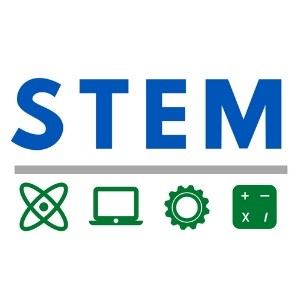 STEM
+ −
x /